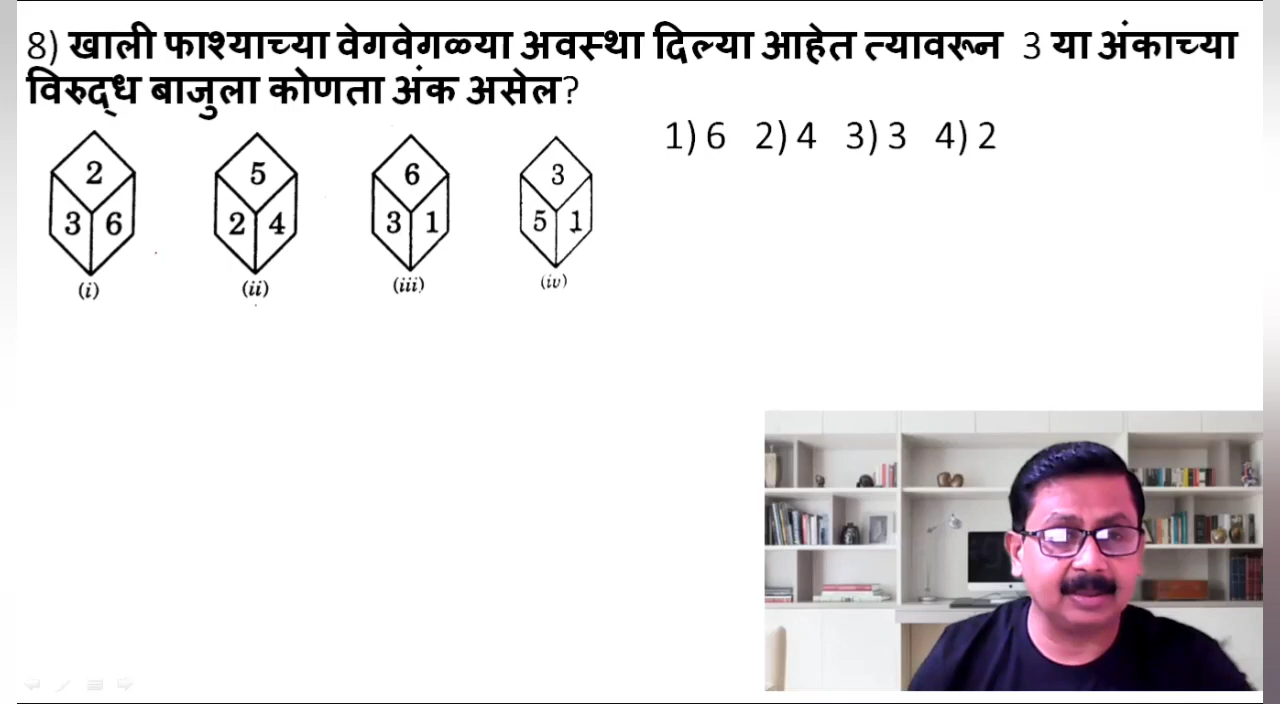 8) खाली फाश्याच्या वेगवेगळ्या अवस्था दिल्या आहेत त्यावरून 3 या अंकाच्या
विरुद्ध बाजुला कोणता अंक असेल?
1) 6 2) 4 3) 3 4) 2
2
3 6
(i)
5
2 4
(ii)
6
3 1
(iii)
3
5 1
(iv)